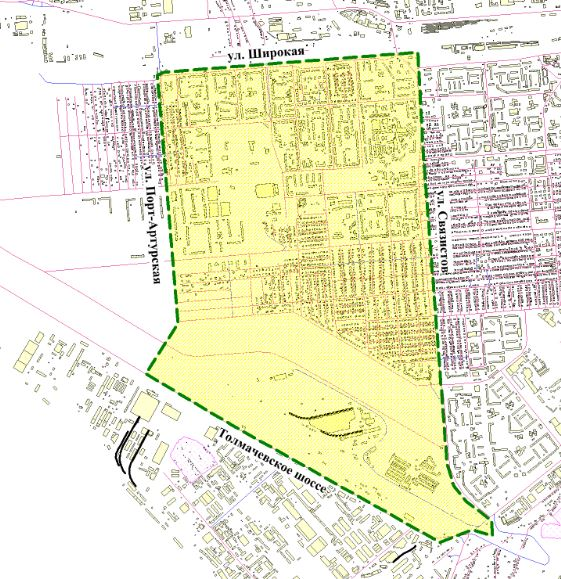 ул. Широкая
ул. Порт-Артурская
ул. Связистов
Толмачевское шоссе